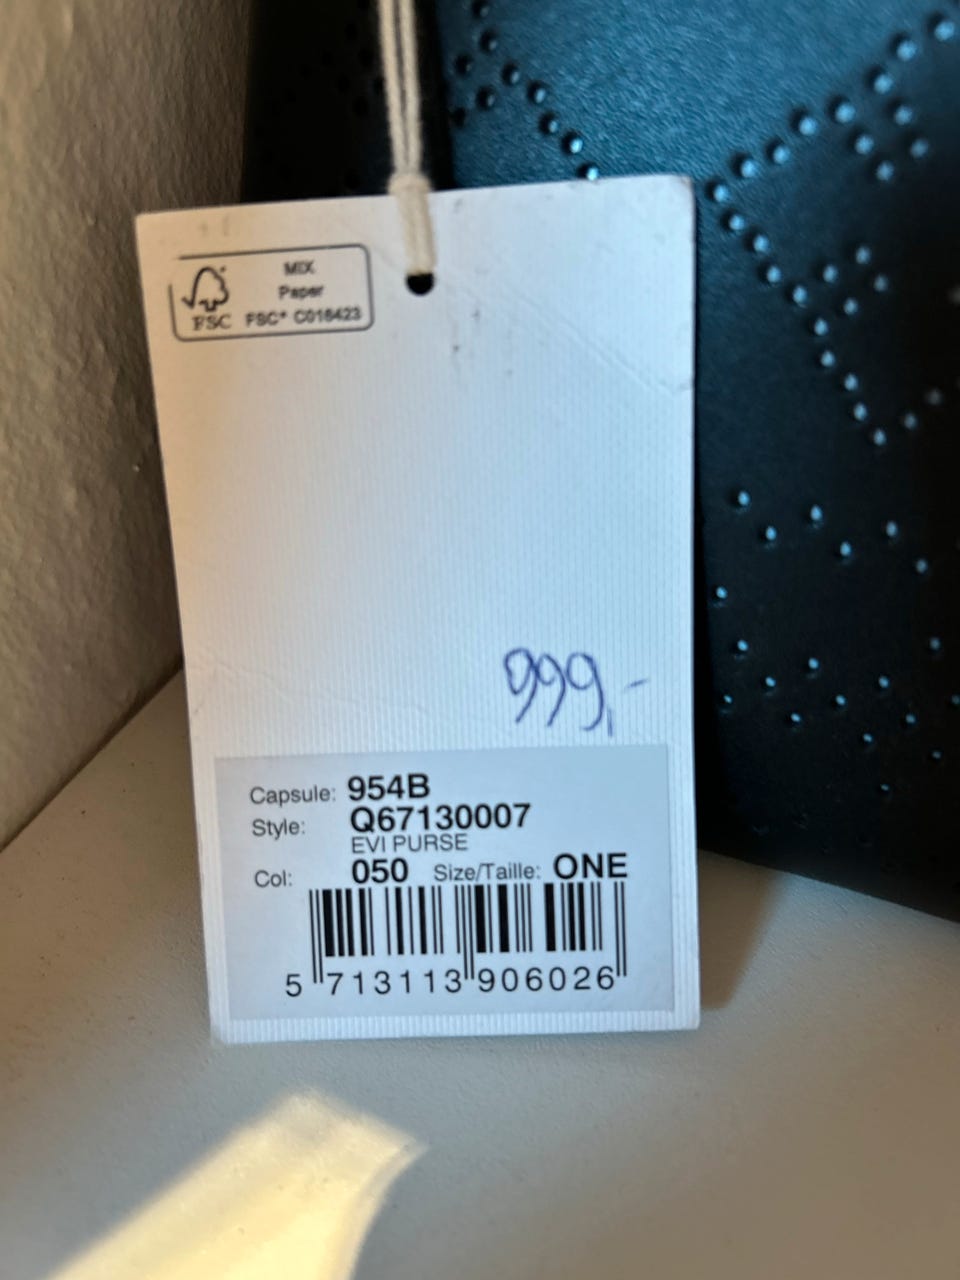 MIX
Paper
FSC FSC® C016423
999,-
Capsule: 954B
Style: Q67130007
EVI PURSE
Col: 050 Size/Taille: ONE
5 713113 906026